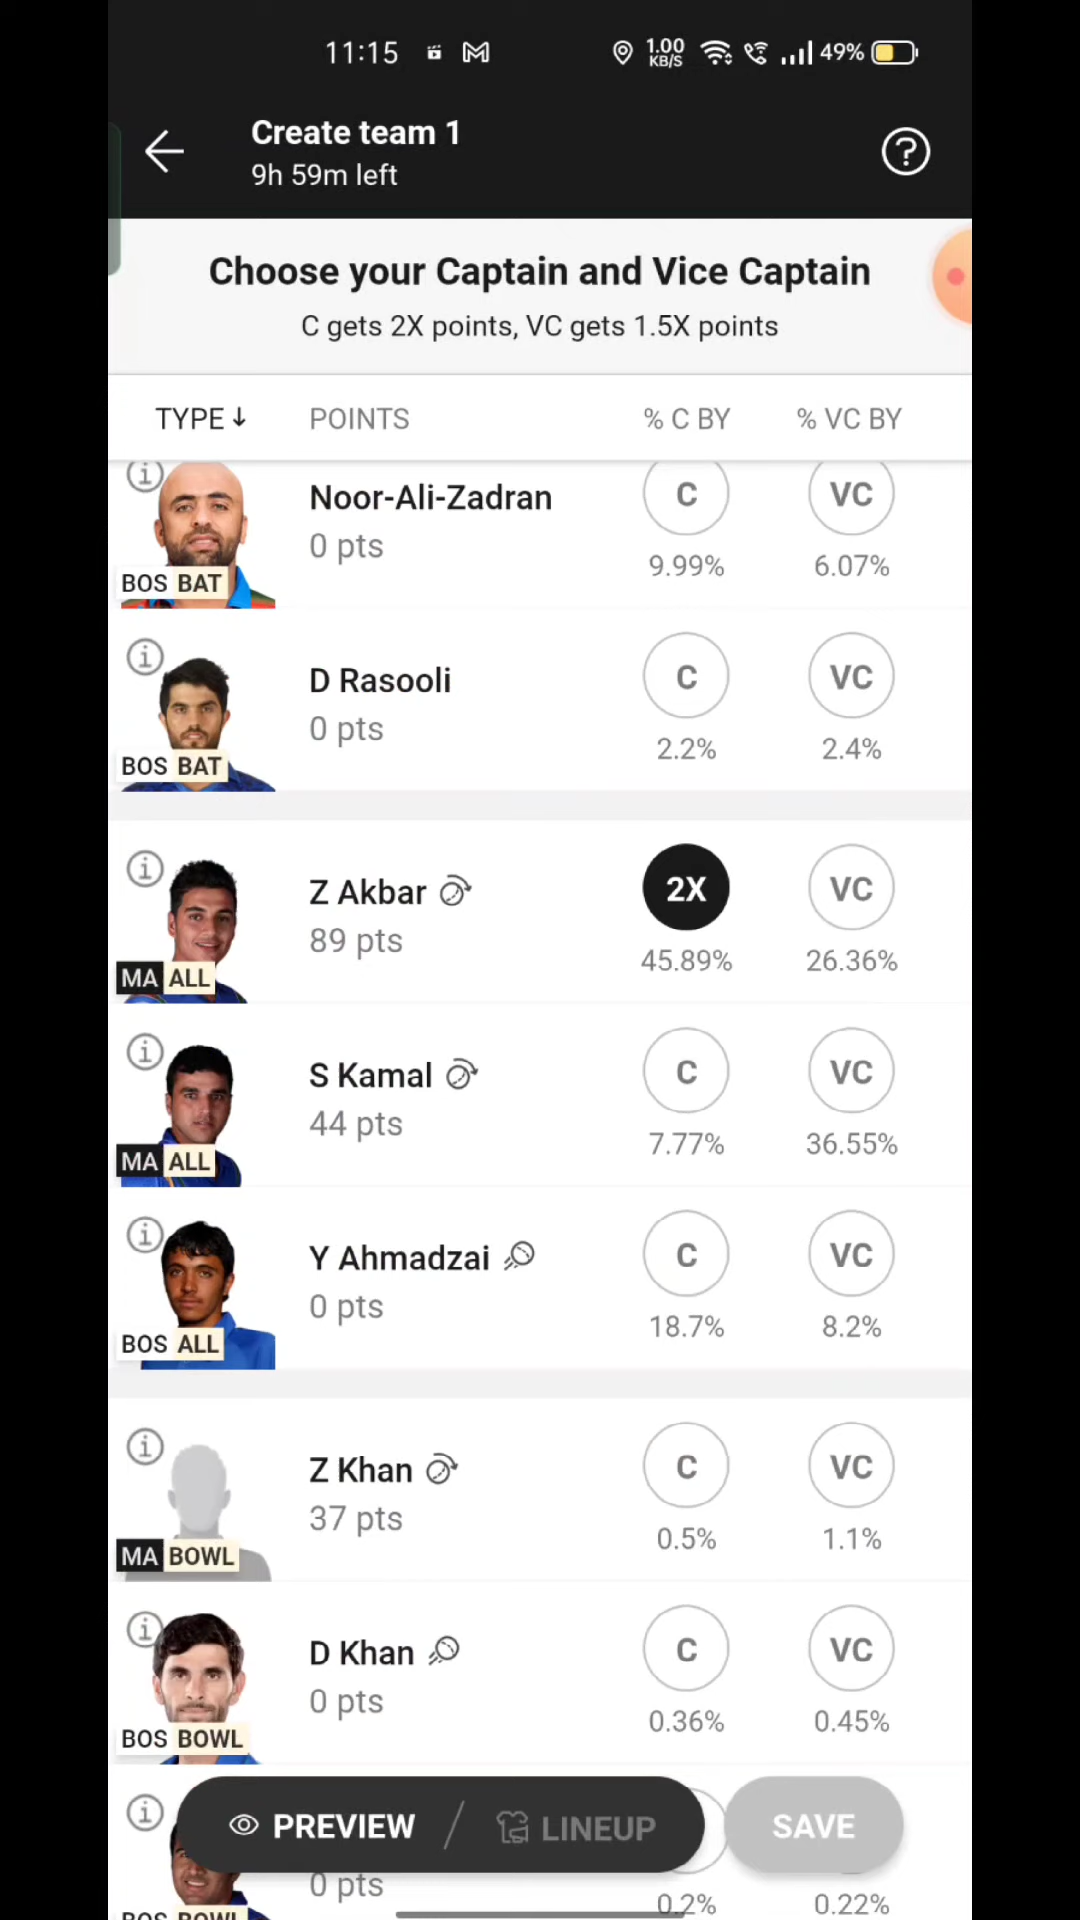 11:15 1.00 KB/S 49%
Create team 1
9h 59m left
Choose your Captain and Vice Captain
C gets 2X points, VC gets 1.5X points
TYPE↓ POINTS % C BY % VC BY
Noor-Ali-Zadran C VC
0 pts 9.99% 6.07%
BOS BAT
D Rasooli C VC
0 pts 2.2% 2.4%
BOS BAT
Z Akbar 2X VC
89 pts 45.89% 26.36%
MA ALL
S Kamal C VC
44 pts 7.77% 36.55%
MA ALL
Y Ahmadzai C VC
0 pts 18.7% 8.2%
BOS ALL
Z Khan C VC
37 pts 0.5% 1.1%
MA BOWL
D Khan C VC
0 pts 0.36% 0.45%
BOS BOWL
PREVIEW / LINEUP SAVE
0 pts 0.2% 0.22%
BOS BOWL